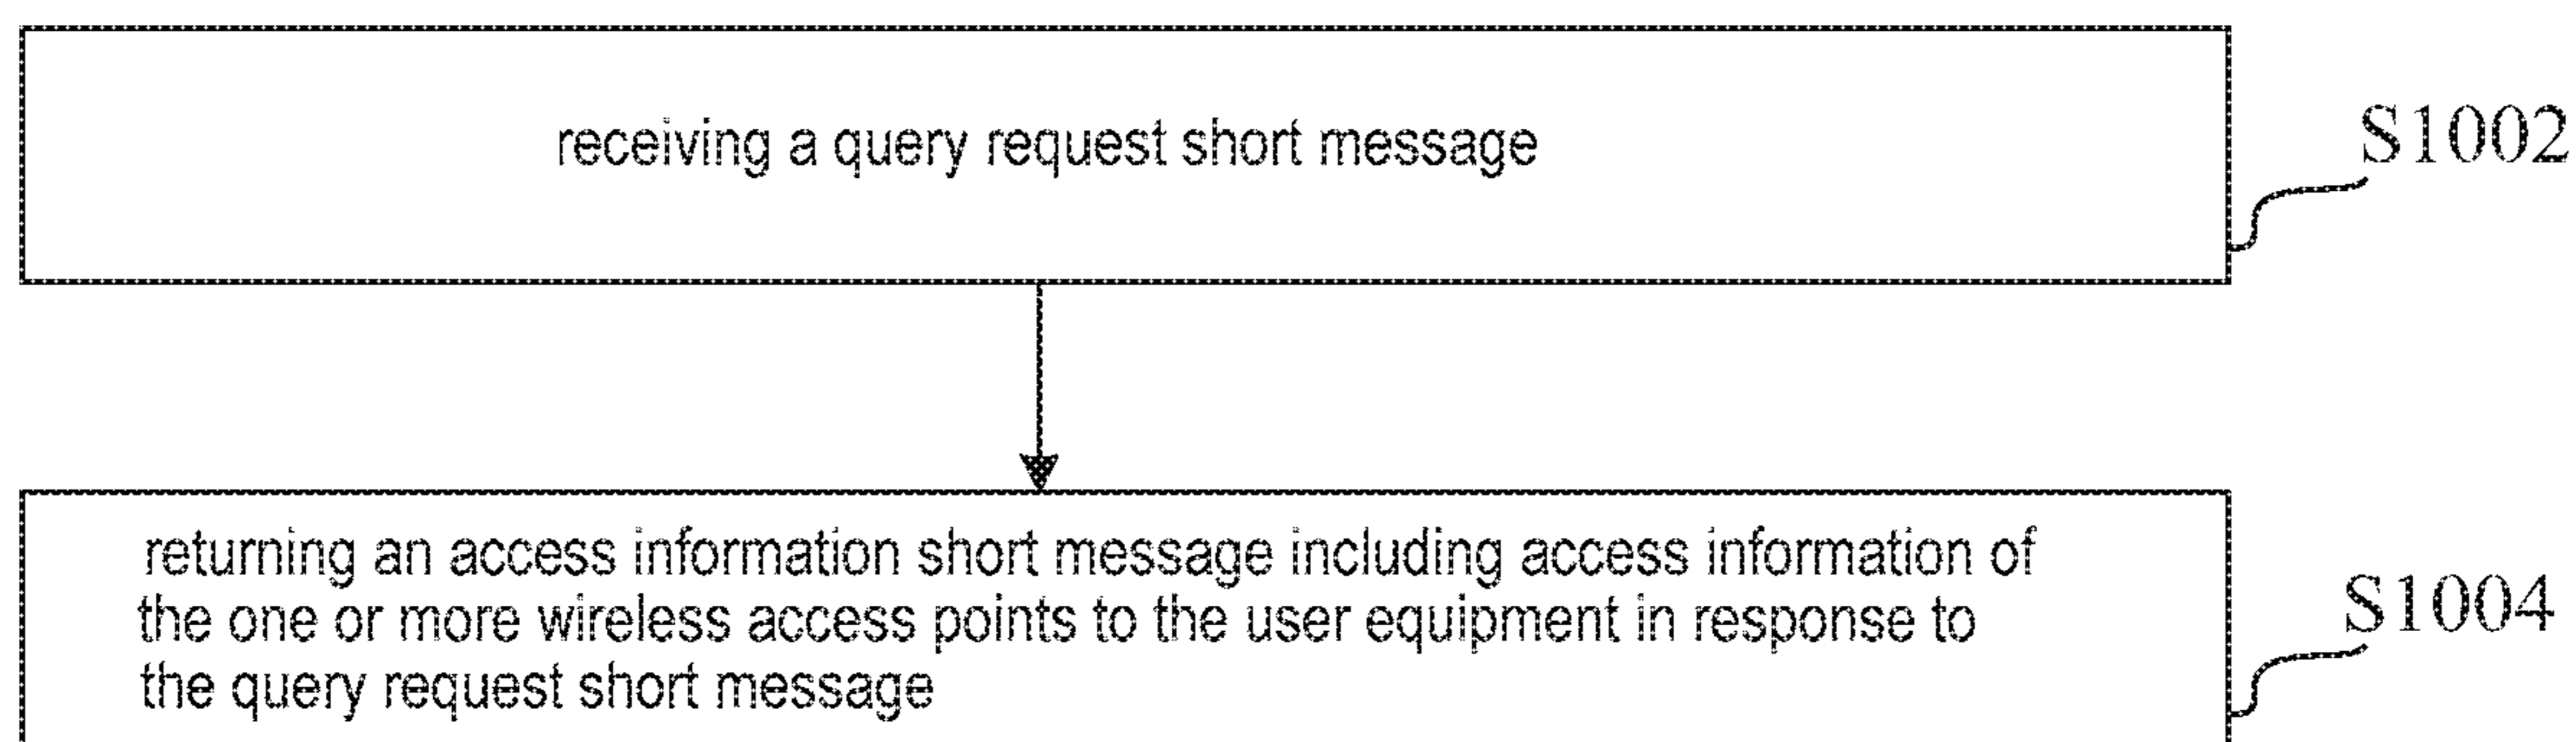 receiving a query request short message
S1002
returning an access information short message including access information of
the one or more wireless access points to the user equipment in response to
the query request short message
S1004